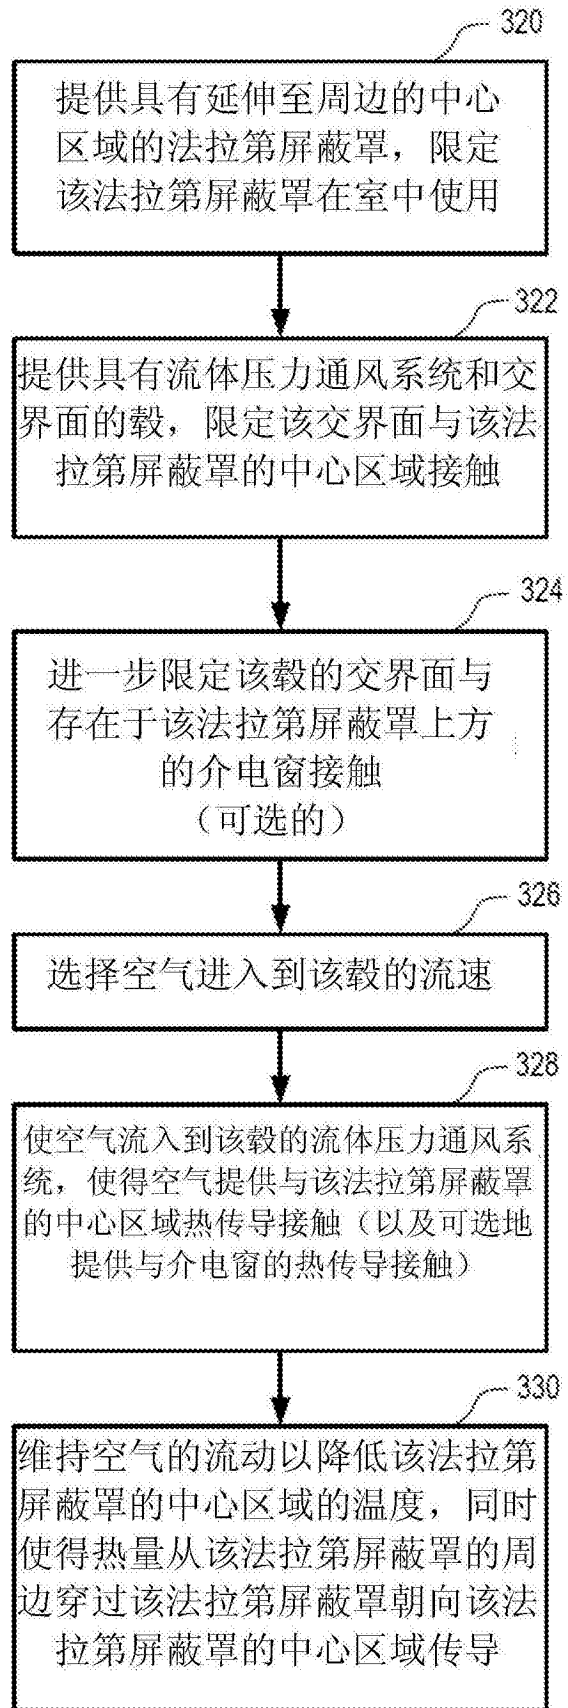 320
提供具有延伸至周边的中心
区域的法拉第屏蔽罩，限定
该法拉第屏蔽罩在室中使用
322
提供具有流体压力通风系统和交
界面的毂，限定该交界面与该法
拉第屏蔽罩的中心区域接触
324
进一步限定该毂的交界面与
存在于该法拉第屏蔽罩上方
的介电窗接触
（可选的）
326
选择空气进入到该毂的流速
328
使空气流入到该毂的流体压力通风系
统，使得空气提供与该法拉第屏蔽罩
的中心区域热传导接触（以及可选地
提供与介电窗的热传导接触）
330
维持空气的流动以降低该法拉第
屏蔽罩的中心区域的温度，同时
使得热量从该法拉第屏蔽罩的周
边穿过该法拉第屏蔽罩朝向该法
拉第屏蔽罩的中心区域传导